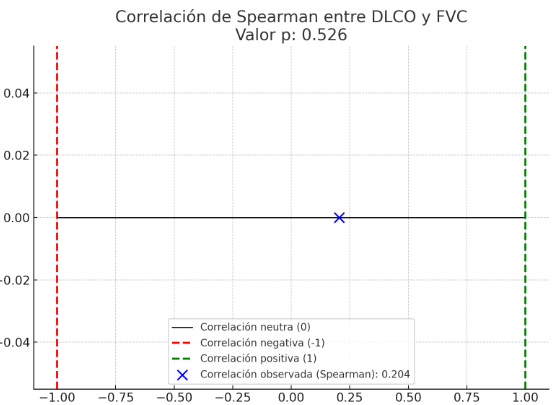 Correlación de Spearman entre DLCO y FVC
Valor p: 0.526
0.04
0.02
0.00
-0.02
-0.04
Correlación neutra (0)
Correlación negativa (-1)
Correlación positiva (1)
Correlación observada (Spearman): 0.204
−1.00 −0.75 −0.50 −0.25 0.00 0.25 0.50 0.75 1.00